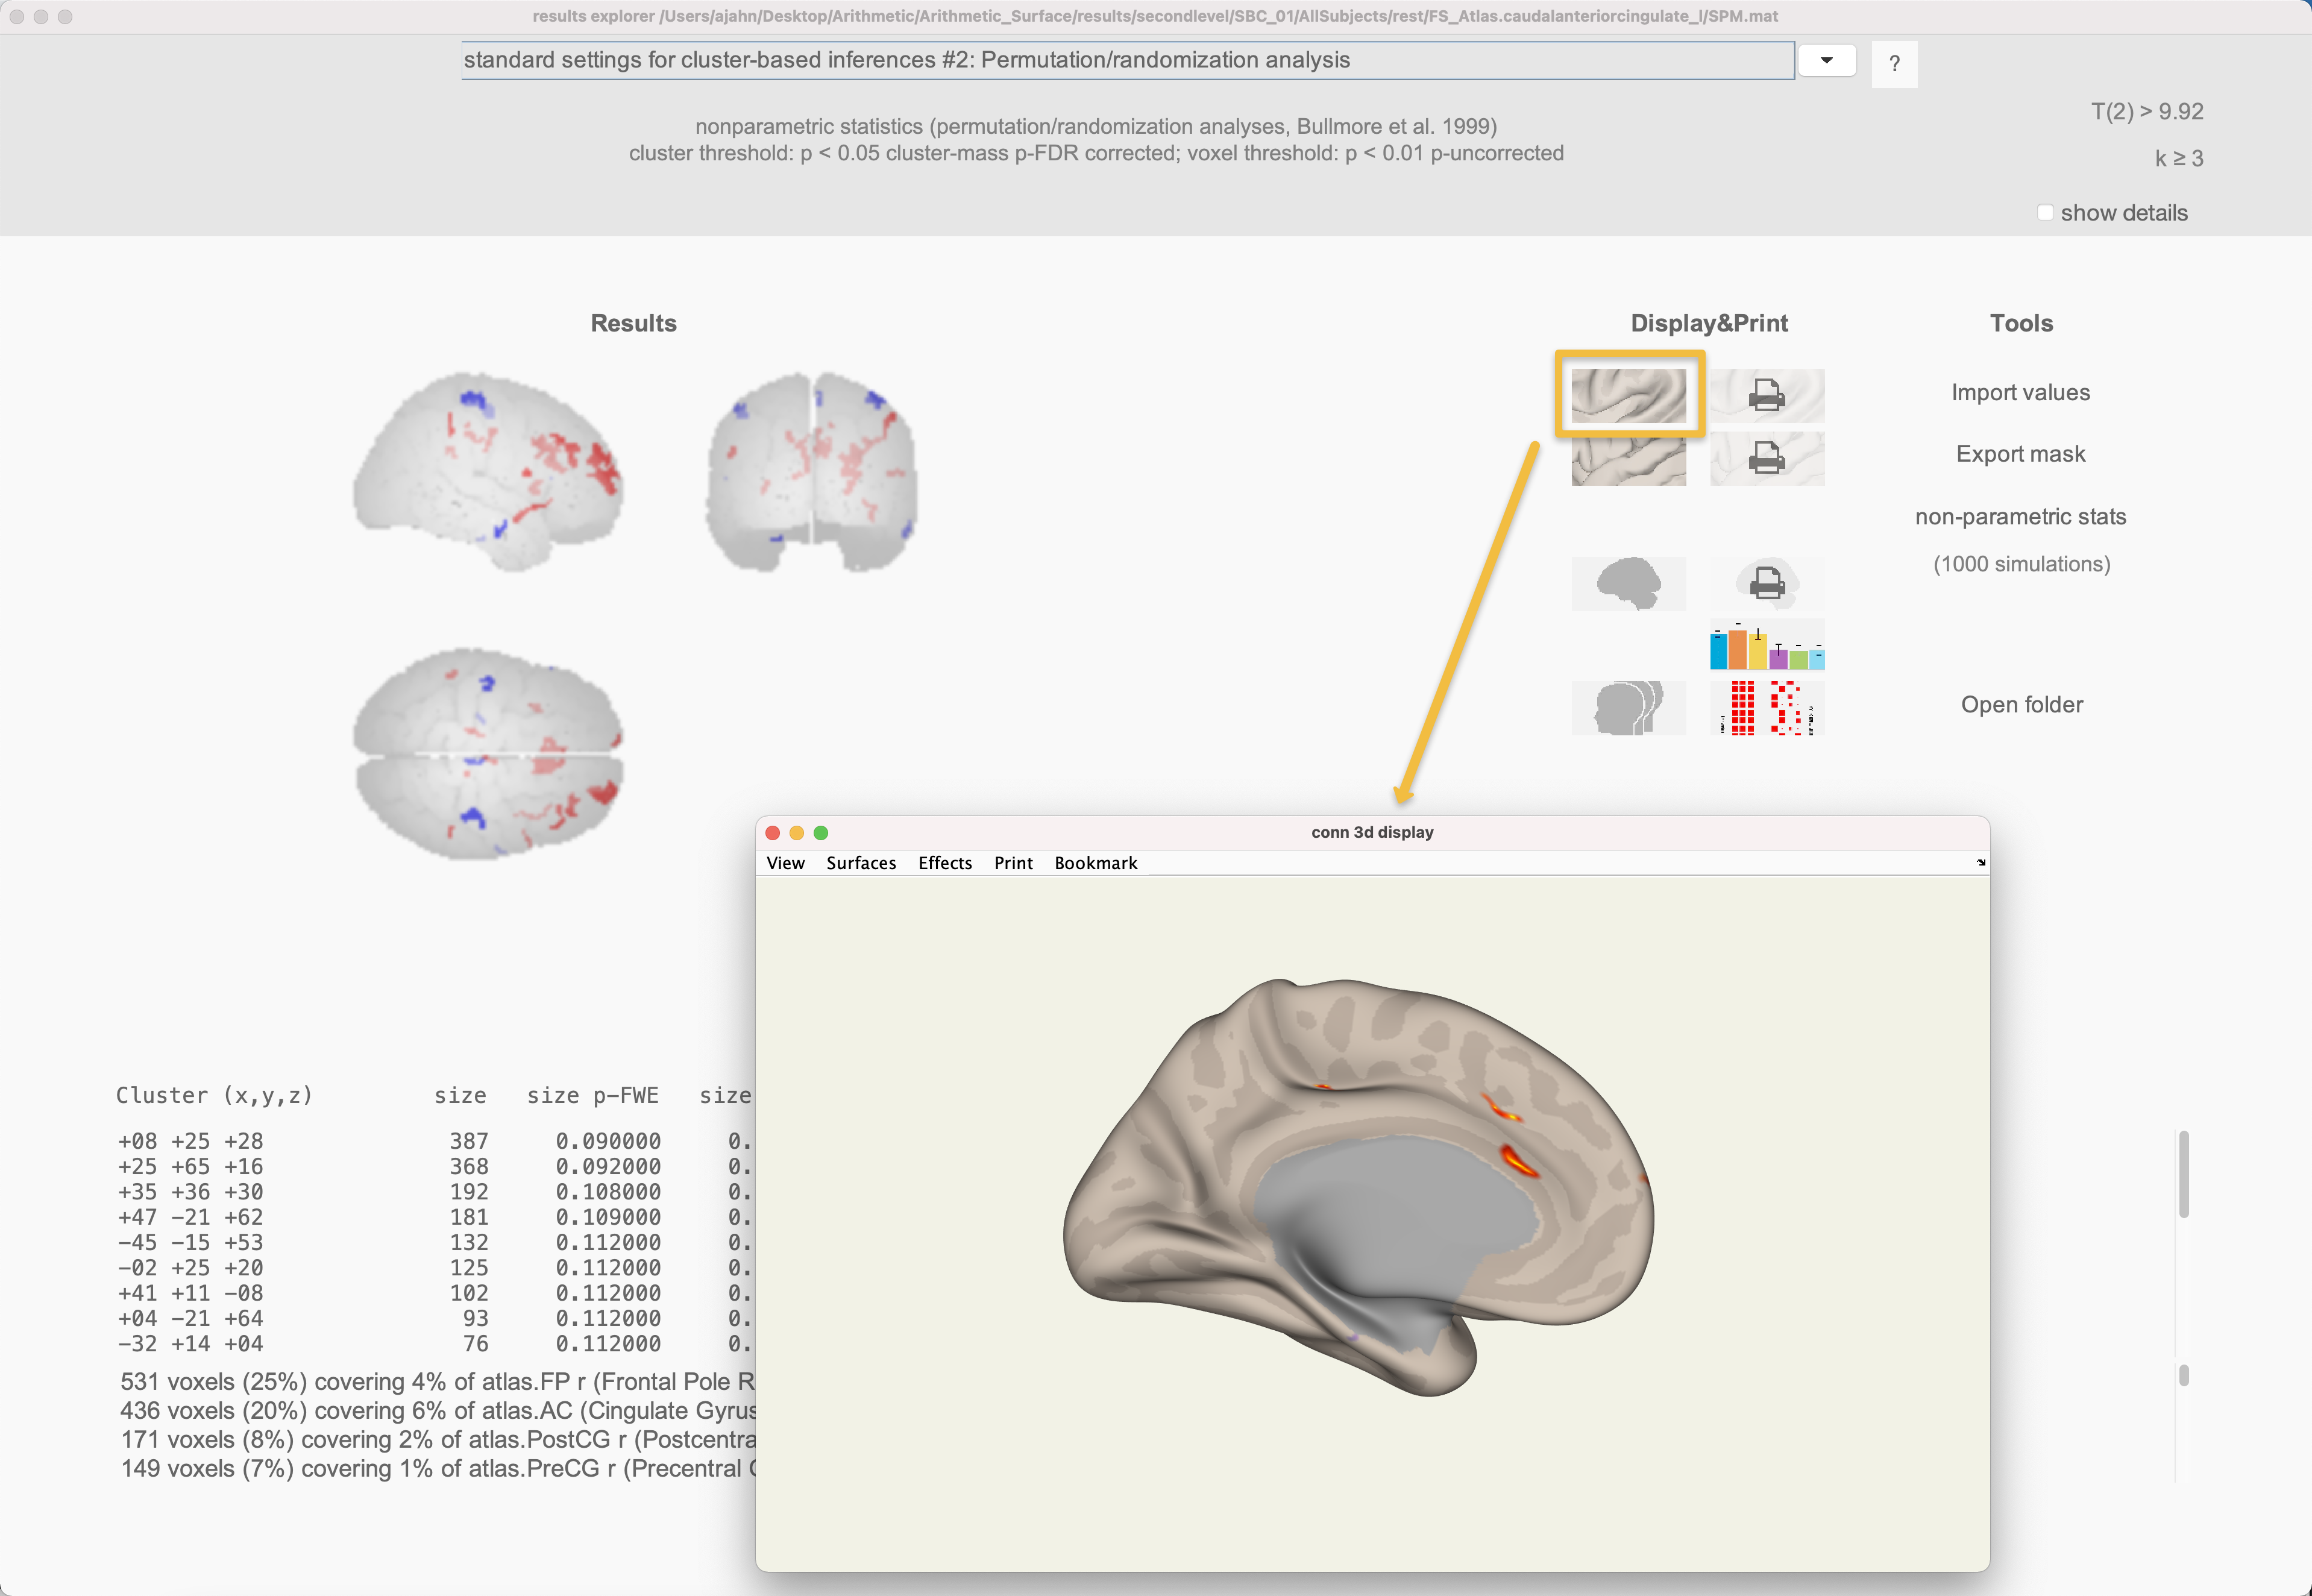 results explorer /Users/ajahn/Desktop/Arithmetic/Arithmetic_Surface/results/secondlevel/SBC_01/AllSubjects/rest/FS_Atlas.caudalanteriorcingulate_l/SPM.mat
standard settings for cluster-based inferences #2: Permutation/randomization analysis
?
nonparametric statistics (permutation/randomization analyses, Bullmore et al. 1999)
cluster threshold: p < 0.05 cluster-mass p-FDR corrected; voxel threshold: p < 0.01 p-uncorrected
T(2) > 9.92
k ≥ 3
show details
Results
Display&Print
Tools
Import values
Export mask
non-parametric stats
(1000 simulations)
Open folder
conn 3d display
View Surfaces Effects Print Bookmark
Cluster (x,y,z) size size p-FWE size
+08 +25 +28 387 0.090000 0.
+25 +65 +16 368 0.092000 0.
+35 +36 +30 192 0.108000 0.
+47 −21 +62 181 0.109000 0.
−45 −15 +53 132 0.112000 0.
−02 +25 +20 125 0.112000 0.
+41 +11 −08 102 0.112000 0.
+04 −21 +64 93 0.112000 0.
−32 +14 +04 76 0.112000 0.
531 voxels (25%) covering 4% of atlas.FP r (Frontal Pole R
436 voxels (20%) covering 6% of atlas.AC (Cingulate Gyrus
171 voxels (8%) covering 2% of atlas.PostCG r (Postcentra
149 voxels (7%) covering 1% of atlas.PreCG r (Precentral